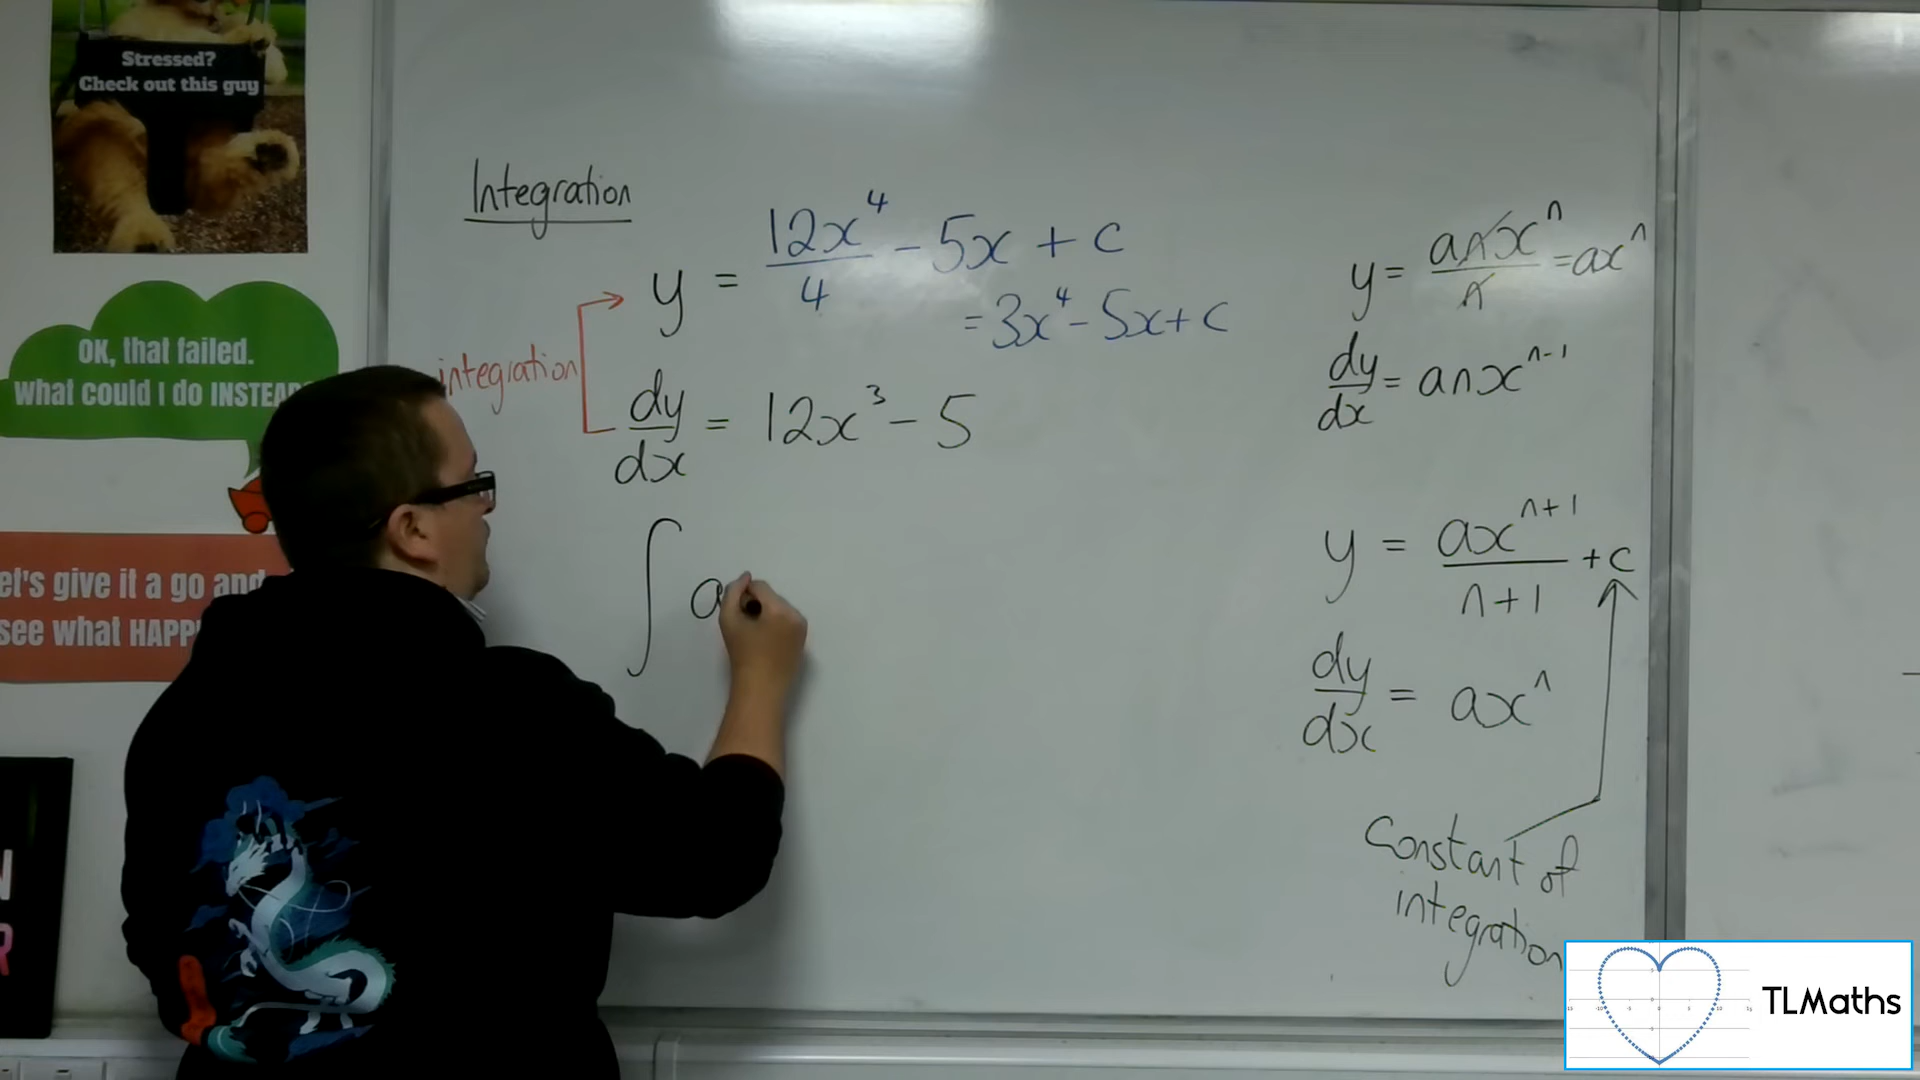 Stressed?
Check out this guy
OK, that failed.
What could I do INSTEAD
et's give it a go and
see what HAPP
N
R
Integration
y = 12x⁴/4 - 5x + c
= 3x⁴ - 5x + c
integration
dy/dx = 12x³ - 5
∫ a
y = anxⁿ/n = axⁿ
dy/dx = anxⁿ⁻¹
y = axⁿ⁺¹/n+1 + c
dy/dx = axⁿ
Constant of
integration
TLMaths